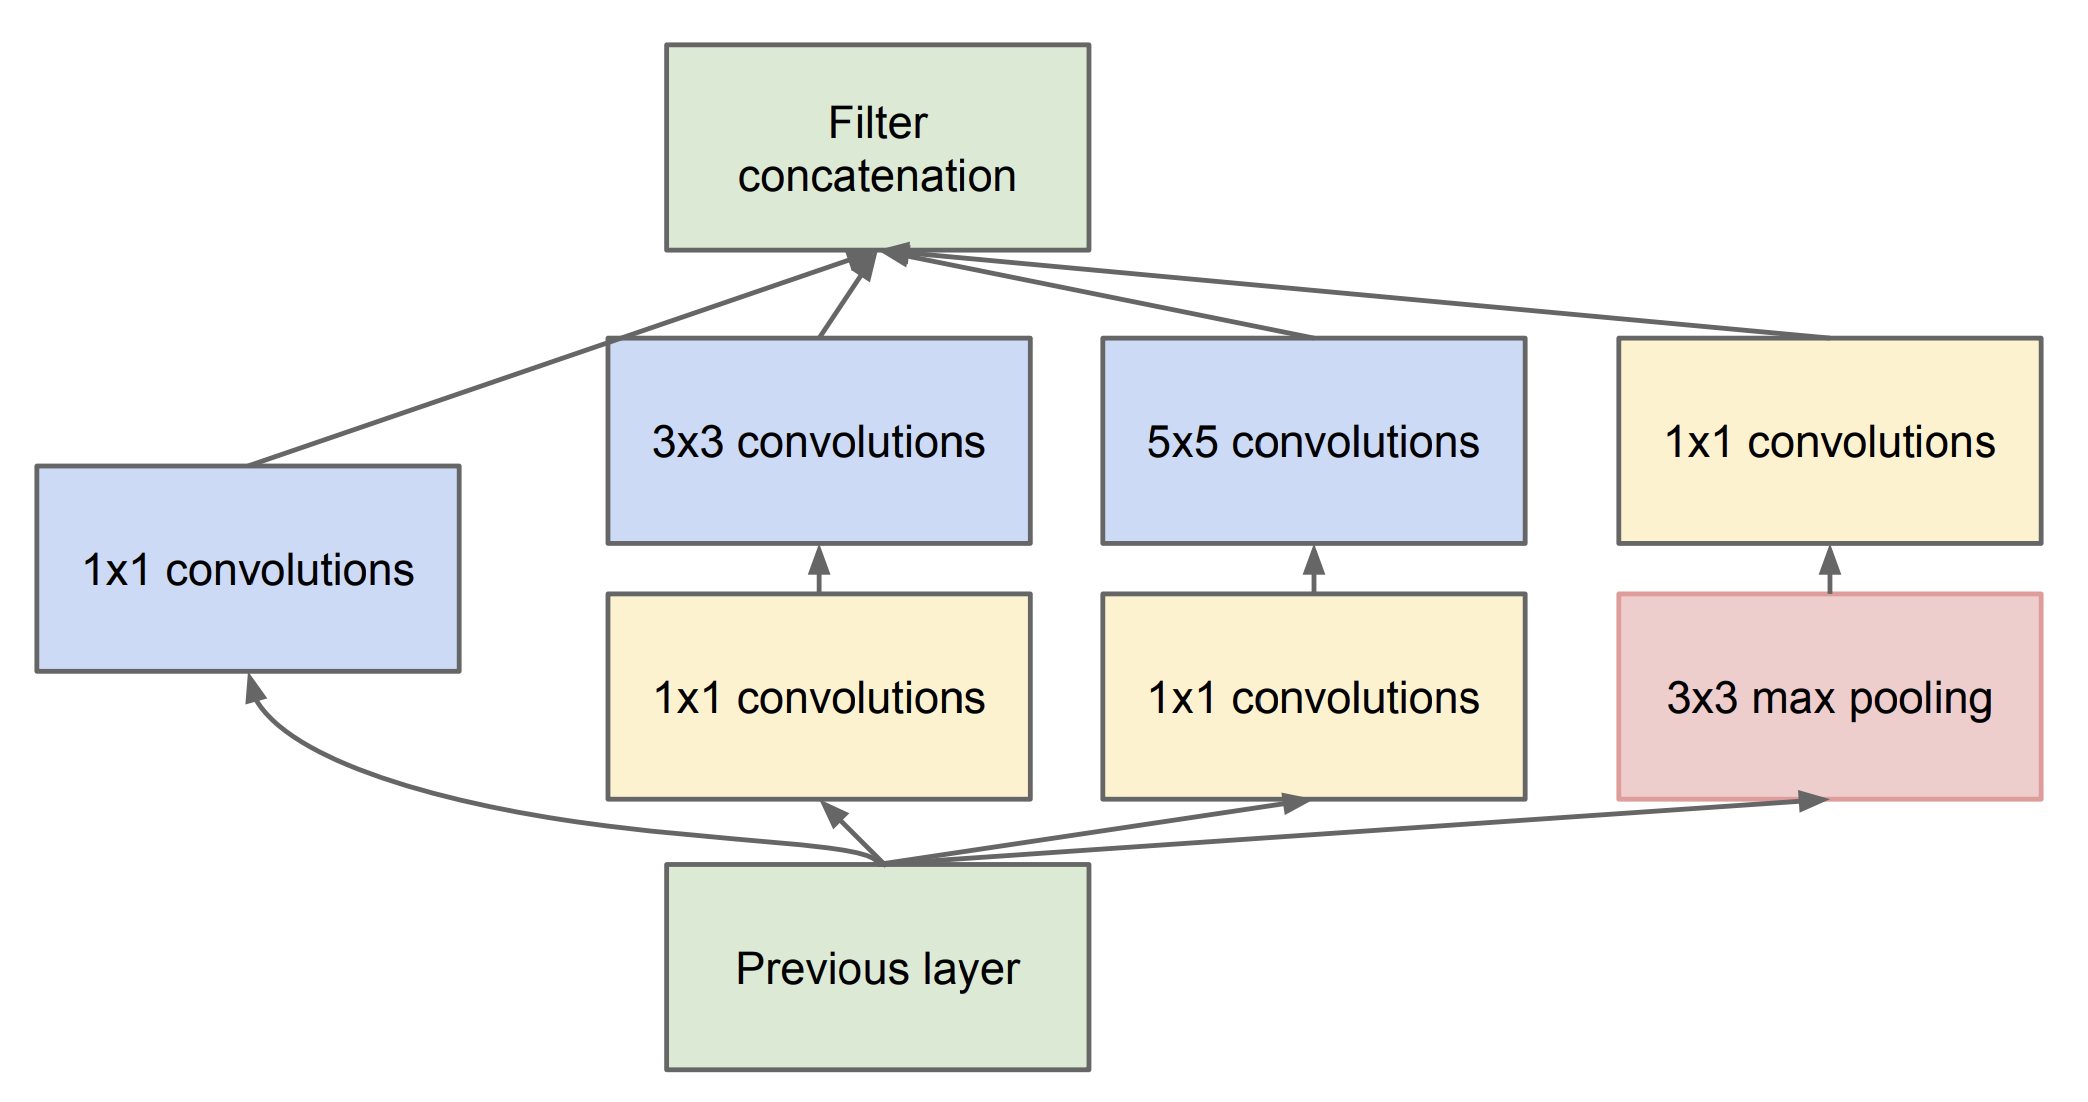 Filter
concatenation
3x3 convolutions
5x5 convolutions
1x1 convolutions
1x1 convolutions
1x1 convolutions
1x1 convolutions
3x3 max pooling
Previous layer